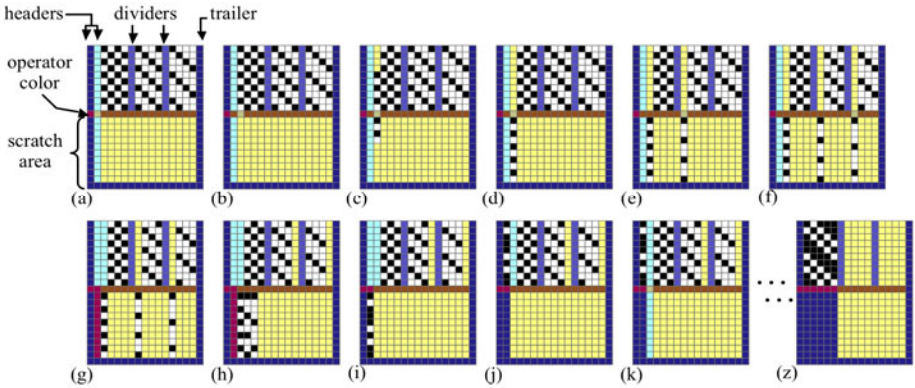 headers dividers trailer
operator
color
scratch
area
(a) (b) (c) (d) (e) (f)
(g) (h) (i) (j) (k) (z)